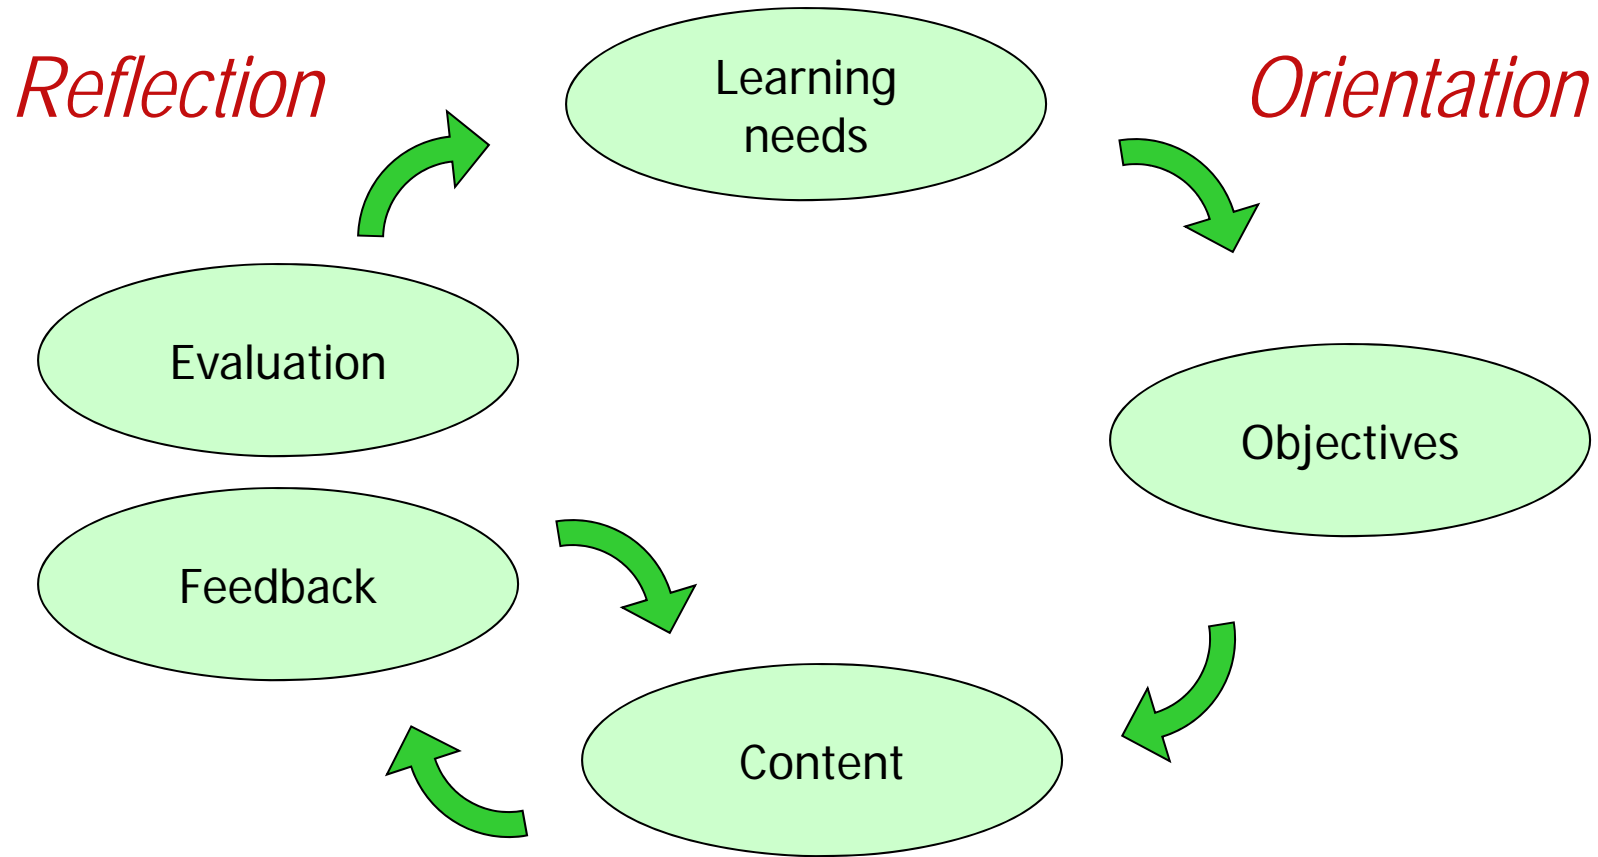 Reflection
Learning
needs
Orientation
Evaluation
Objectives
Feedback
Content